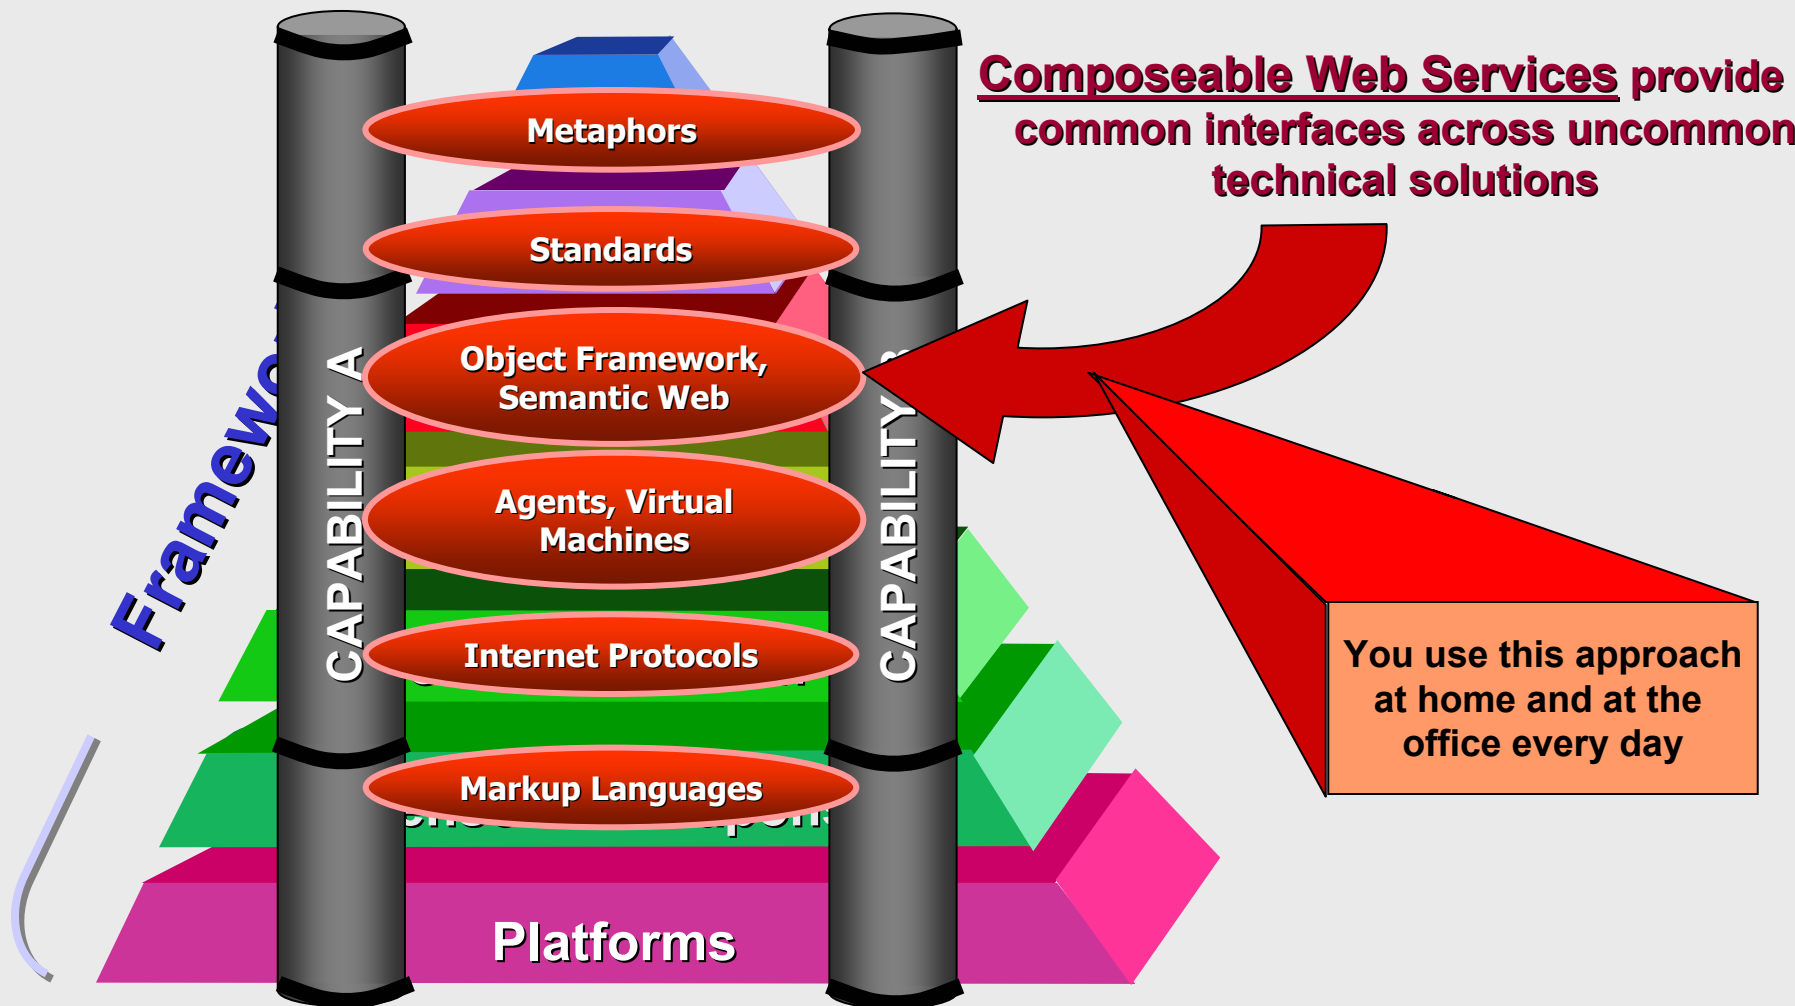 Composeable Web Services provide
common interfaces across uncommon
technical solutions
Metaphors
Standards
Object Framework,
Semantic Web
Agents, Virtual
Machines
Internet Protocols
Markup Languages
CAPABILITY A
CAPABILITY
Platforms
You use this approach
at home and at the
office every day